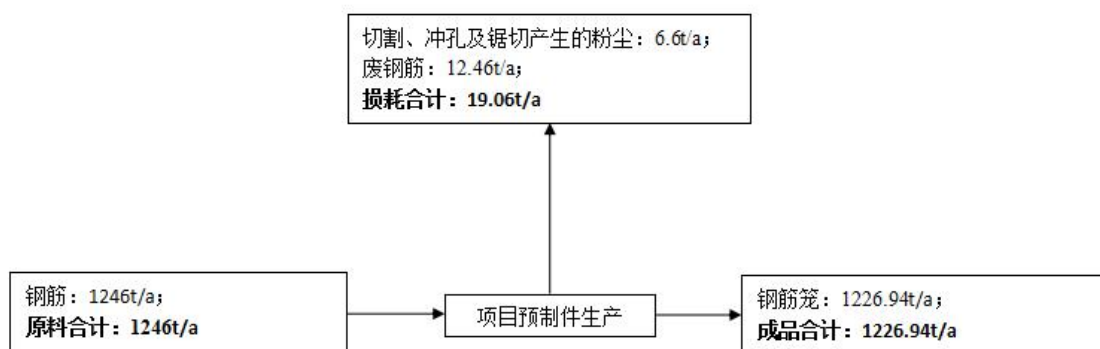 切割、冲孔及锯切产生的粉尘：6.6t/a；
废钢筋：12.46t/a；
损耗合计：19.06t/a
钢筋：1246t/a；
原料合计：1246t/a
项目预制件生产
钢筋笼：1226.94t/a；
成品合计：1226.94t/a